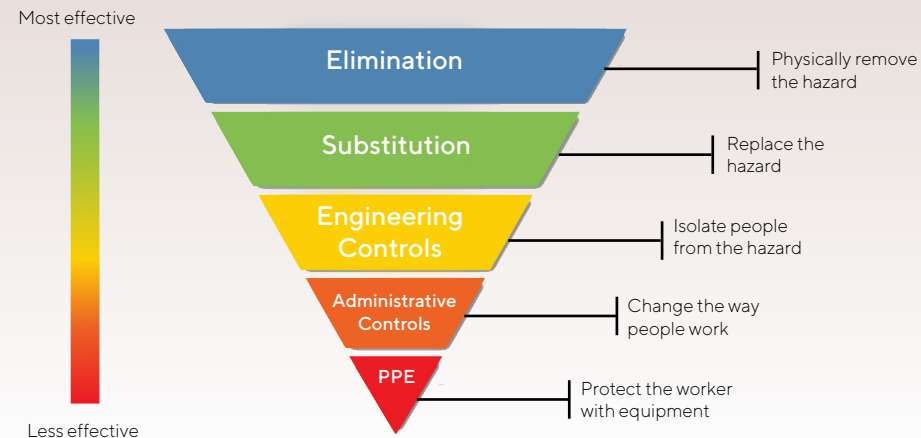 Most effective
Elimination
Physically remove
the hazard
Substitution
Replace the
hazard
Engineering
Controls
Isolate people
from the hazard
Administrative
Controls
Change the way
people work
PPE
Protect the worker
with equipment
Less effective